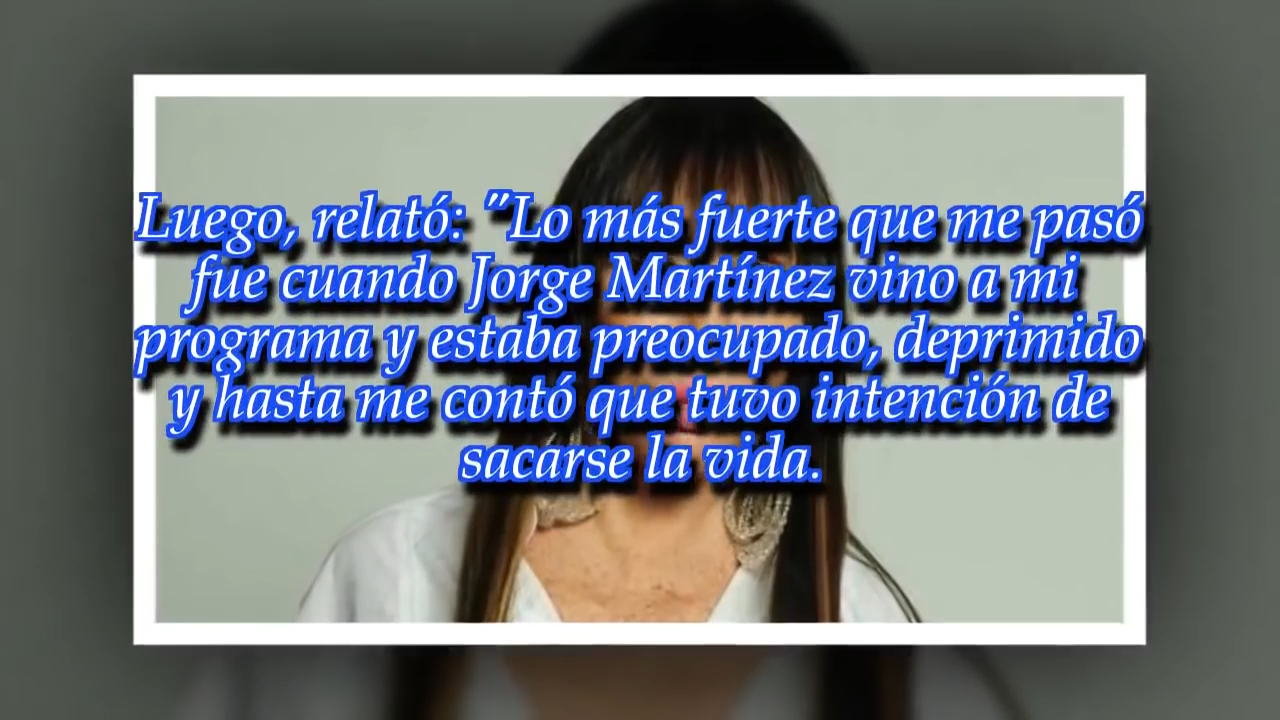 Luego, relató: "Lo más fuerte que me pasó
fue cuando Jorge Martínez vino a mi
programa y estaba preocupado, deprimido
y hasta me contó que tuvo intención de
sacarse la vida.